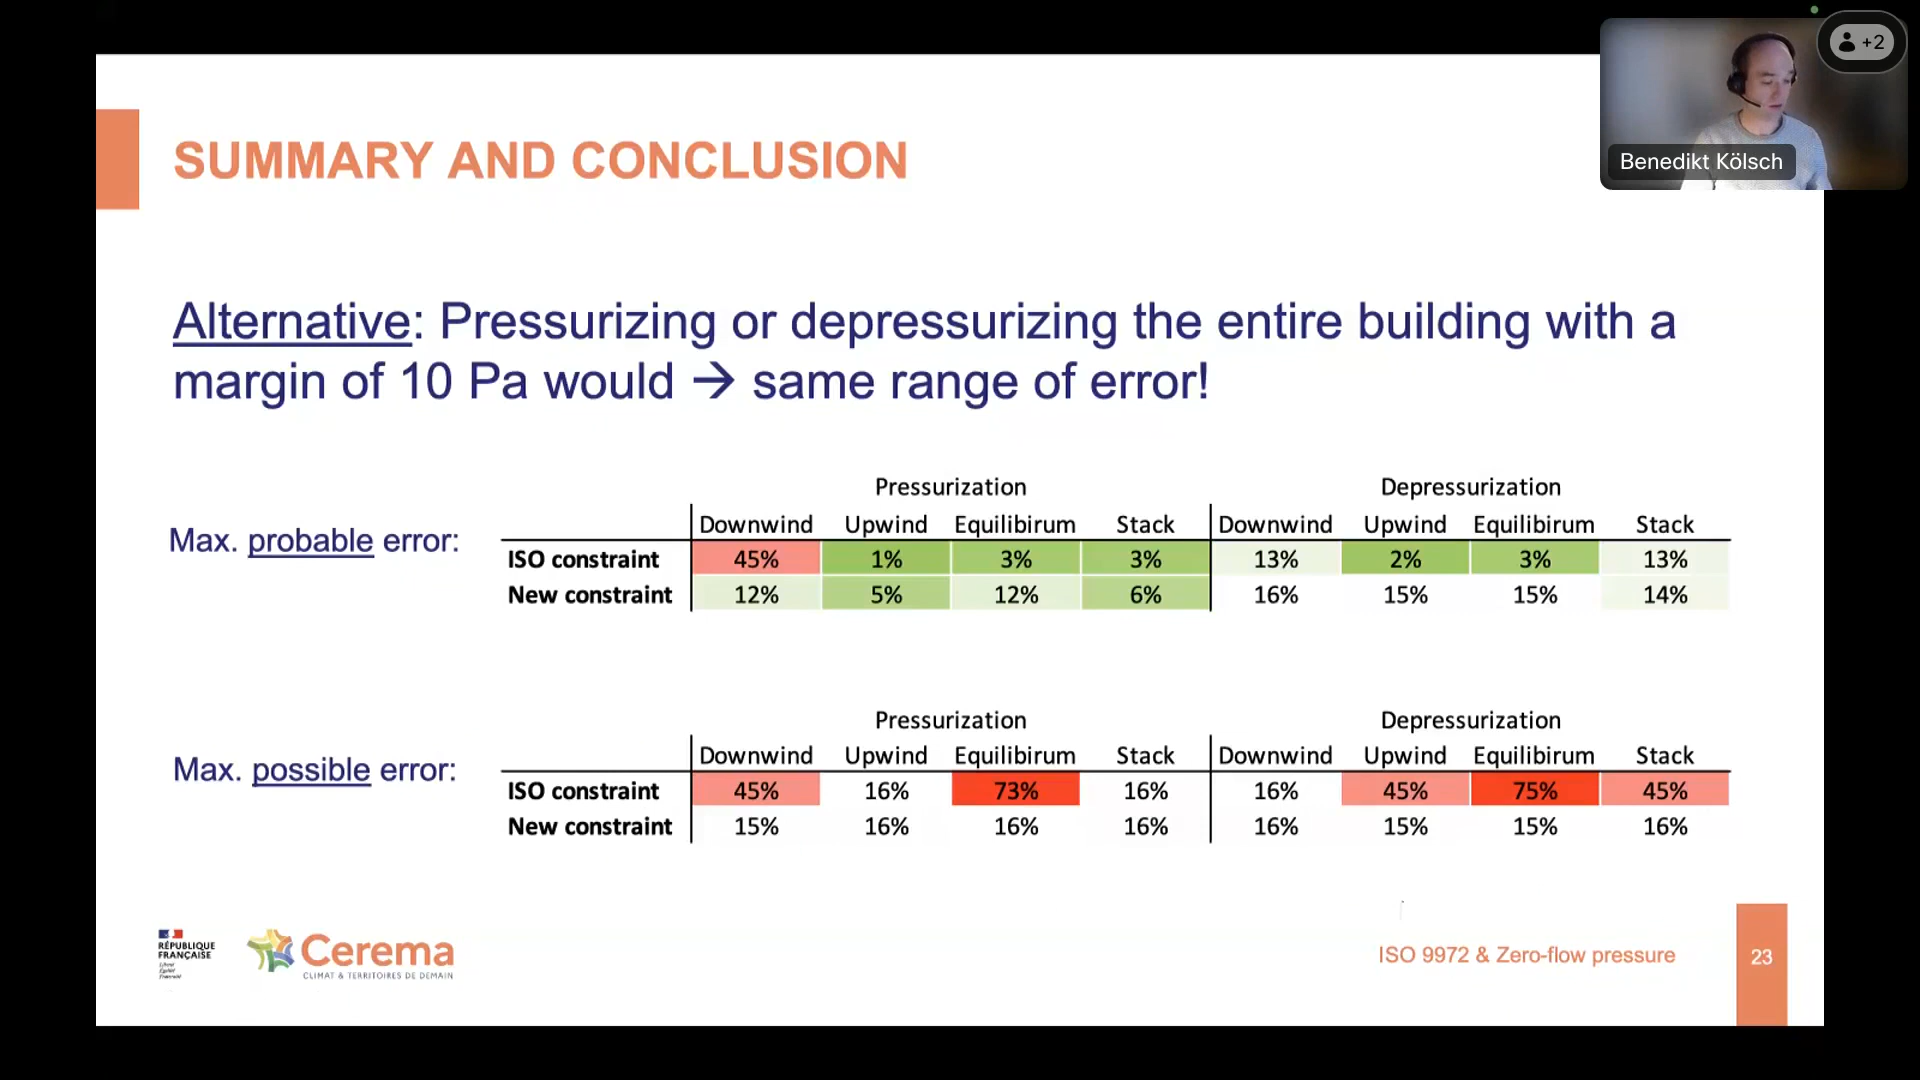 +2
Benedikt Kölsch
SUMMARY AND CONCLUSION
Alternative: Pressurizing or depressurizing the entire building with a
margin of 10 Pa would → same range of error!
Max. probable error:
Pressurization Depressurization
Downwind Upwind Equilibirum Stack Downwind Upwind Equilibirum Stack
ISO constraint 45% 1% 3% 3% 13% 2% 3% 13%
New constraint 12% 5% 12% 6% 16% 15% 15% 14%
Max. possible error:
Pressurization Depressurization
Downwind Upwind Equilibirum Stack Downwind Upwind Equilibirum Stack
ISO constraint 45% 16% 73% 16% 16% 45% 75% 45%
New constraint 15% 16% 16% 16% 16% 15% 15% 16%
RÉPUBLIQUE
FRANÇAISE
Liberté
Égalité
Fraternité
Cerema
CLIMAT & TERRITOIRES DE DEMAIN
ISO 9972 & Zero-flow pressure
23